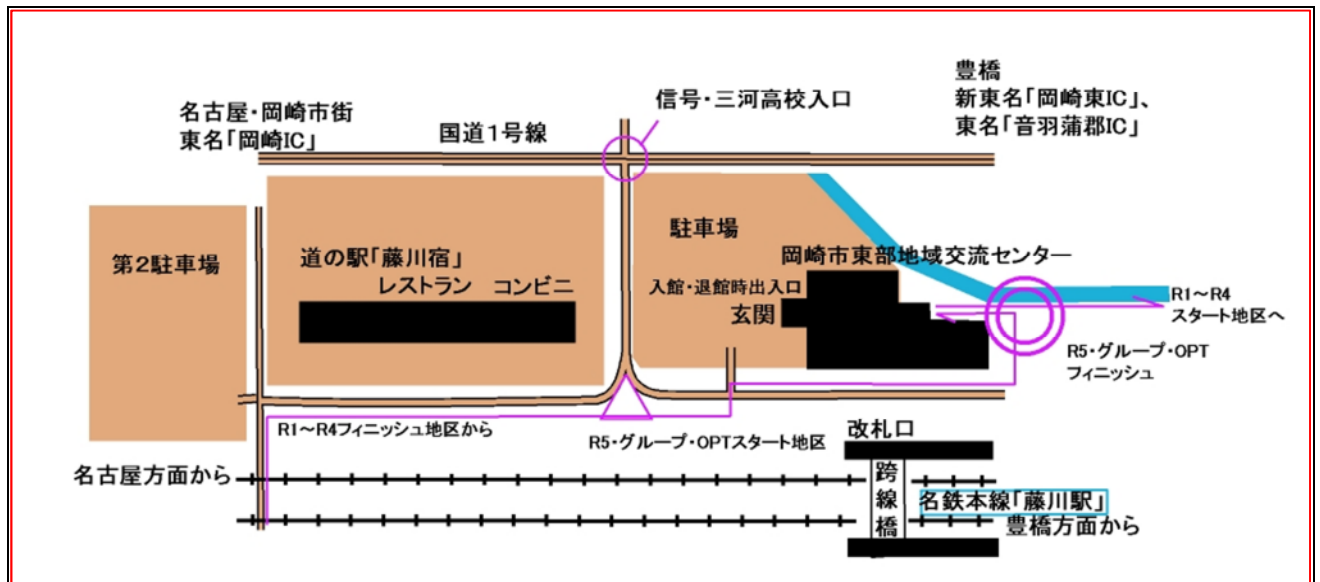 豊橋
新東名「岡崎東IC」、
東名「音羽蒲郡IC」
信号・三河高校入口
名古屋・岡崎市街
東名「岡崎IC」
国道1号線
駐車場
第2駐車場
道の駅「藤川宿」
レストラン コンビニ
岡崎市東部地域交流センター
入館・退館時出入口
玄関
R1～R4
スタート地区へ
R5・グループ・OPT
フィニッシュ
R1～R4フィニッシュ地区から
R5・グループ・OPTスタート地区
改札口
名古屋方面から
跨線橋
名鉄本線「藤川駅」
豊橋方面から